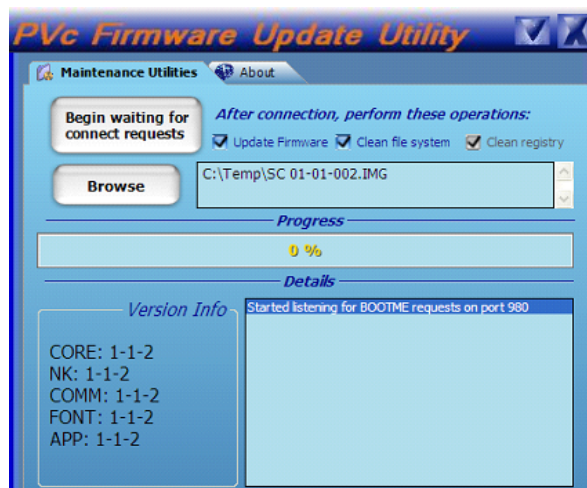 PVc Firmware Update Utility
Maintenance Utilities
About
Begin waiting for
connect requests
After connection, perform these operations:
Update Firmware
Clean file system
Clean registry
Browse
C:\Temp\SC 01-01-002.IMG
Progress
0 %
Details
Version Info
Started listening for BOOTME requests on port 980
CORE: 1-1-2
NK: 1-1-2
COMM: 1-1-2
FONT: 1-1-2
APP: 1-1-2